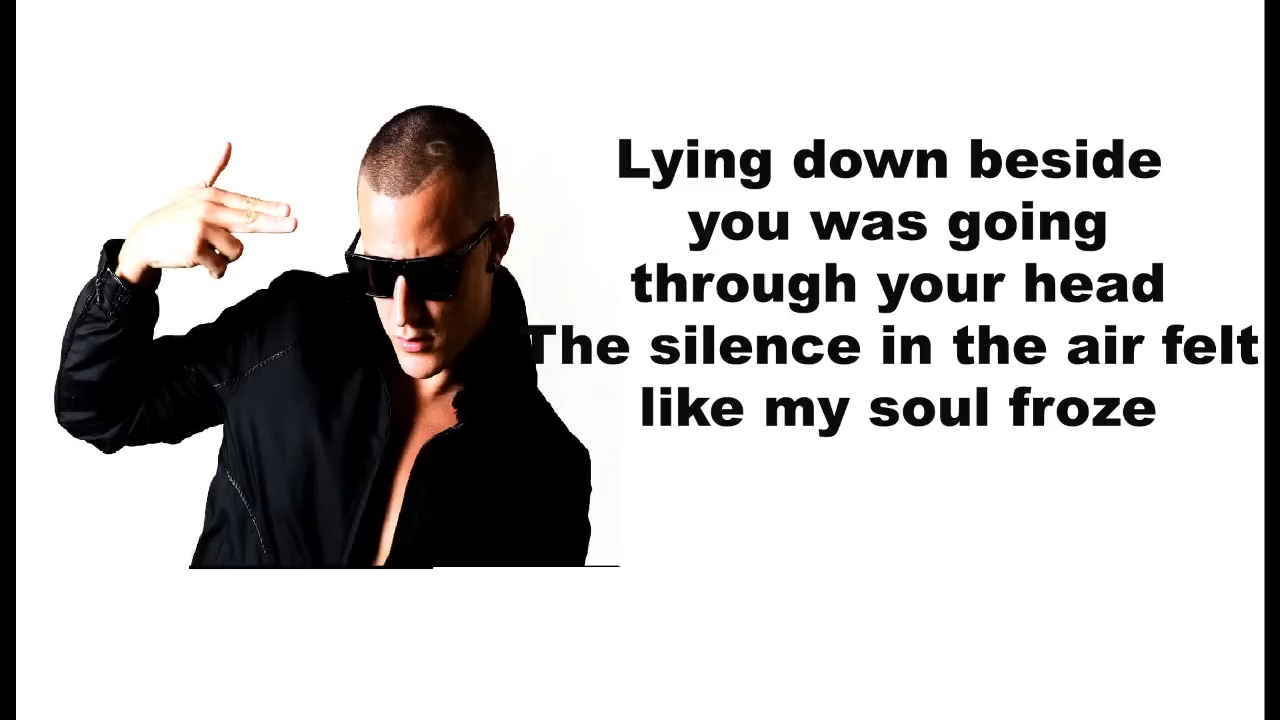 Lying down beside
you was going
through your head
The silence in the air felt
like my soul froze